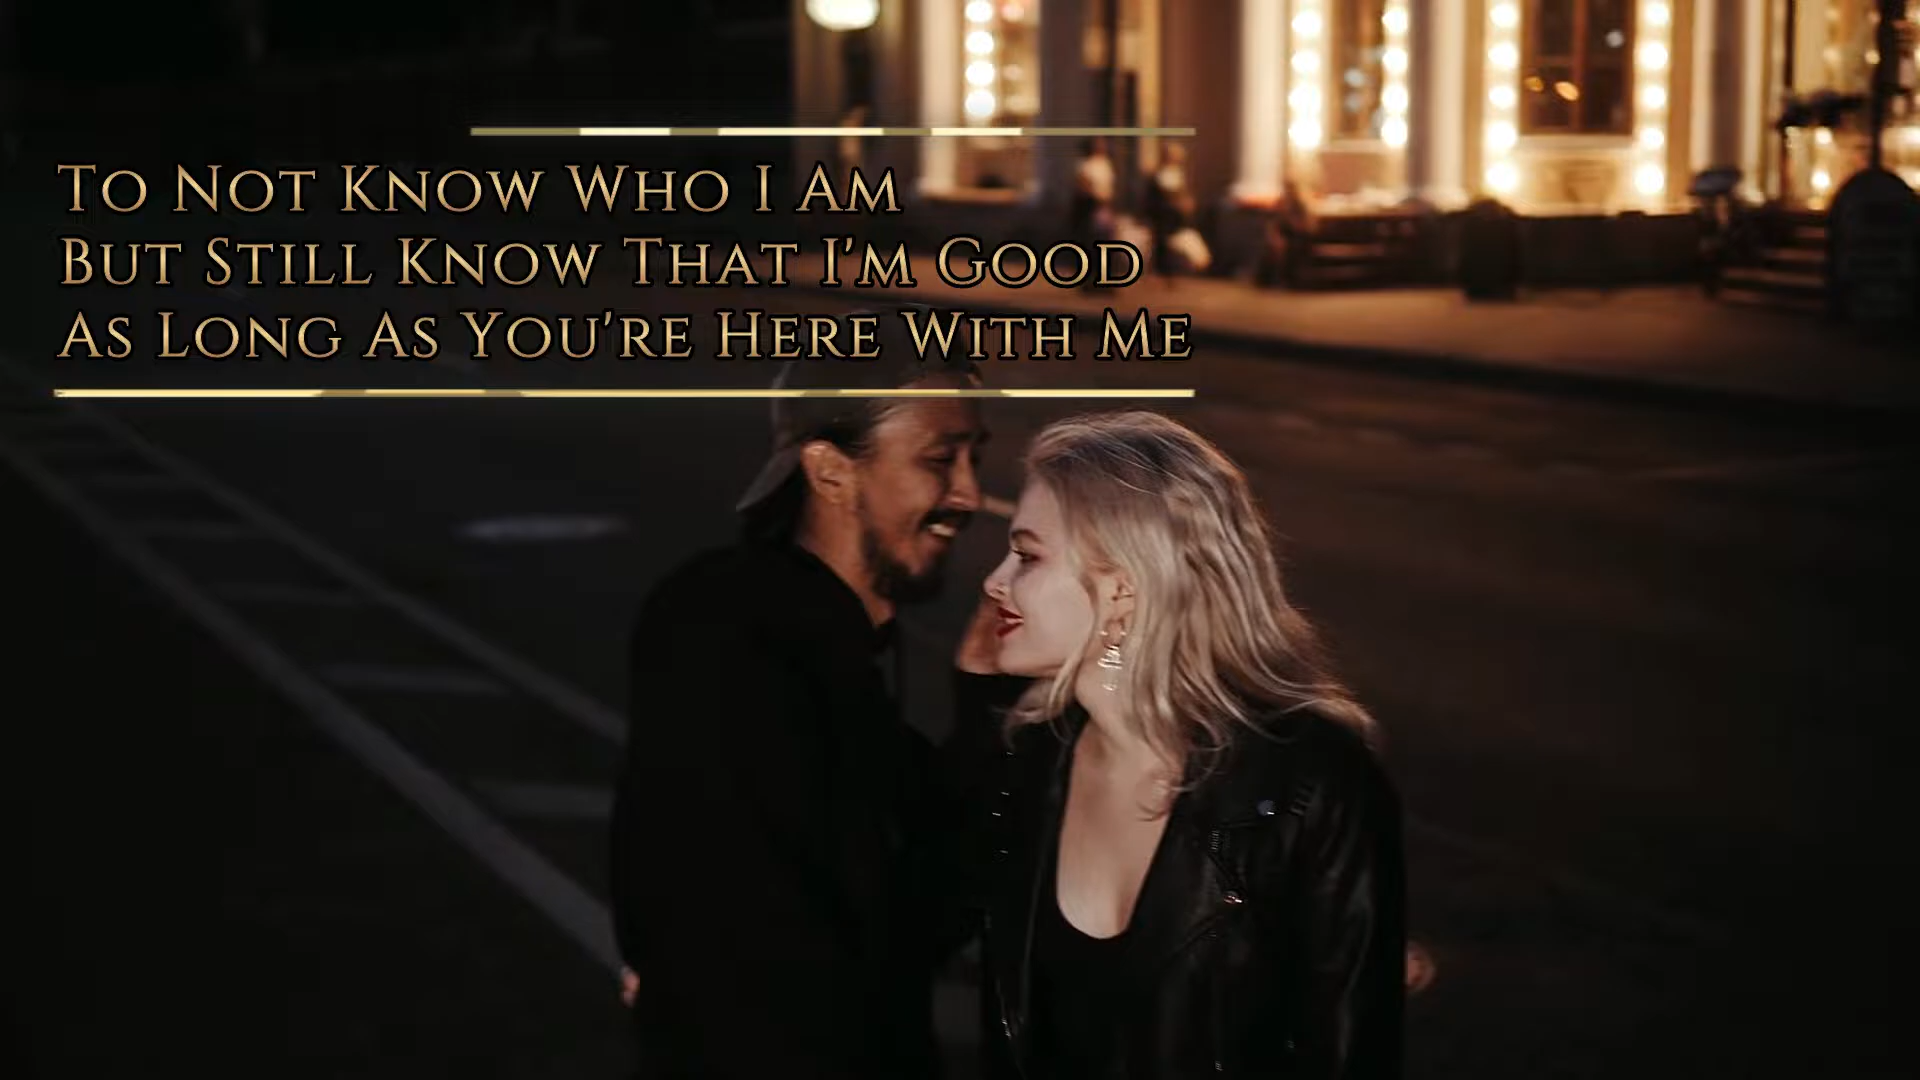 To Not Know Who I Am
But Still Know That I'm Good
As Long As You're Here With Me